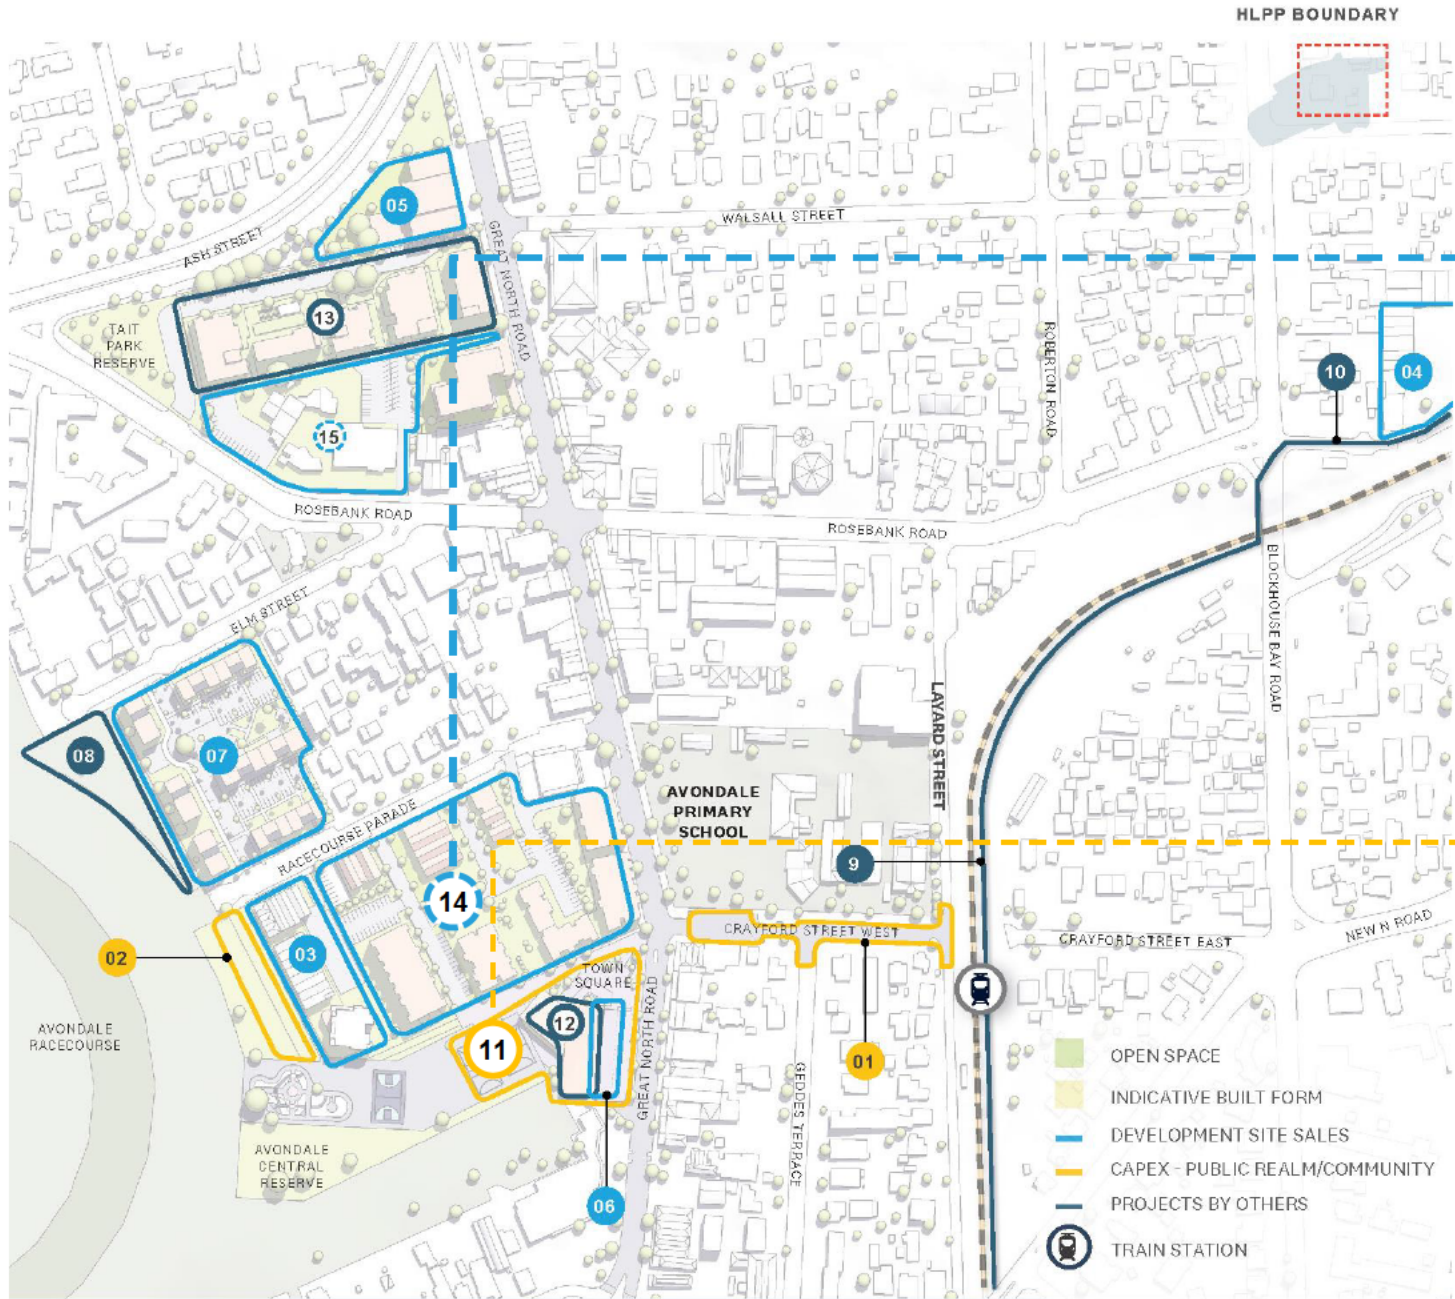 HLPP BOUNDARY
05
WALSALL STREET
ASH STREET
GREAT NORTH ROAD
13
TAIT
PARK
RESERVE
ROBERTON ROAD
10
04
15
ROSEBANK ROAD
ROSEBANK ROAD
ELM STREET
BLOCKHOUSE BAY ROAD
LAYARD STREET
08
07
AVONDALE
PRIMARY
SCHOOL
RACECOURSE PARADE
9
14
CRAYFORD STREET WEST
CRAYFORD STREET EAST
NEW N ROAD
02
03
TOWN
SQUARE
GREAT NORTH ROAD
12
11
AVONDALE
RACECOURSE
01
GEDDES TERRACE
AVONDALE
CENTRAL
RESERVE
06
OPEN SPACE
INDICATIVE BUILT FORM
DEVELOPMENT SITE SALES
CAPEX - PUBLIC REALM/COMMUNITY
PROJECTS BY OTHERS
TRAIN STATION